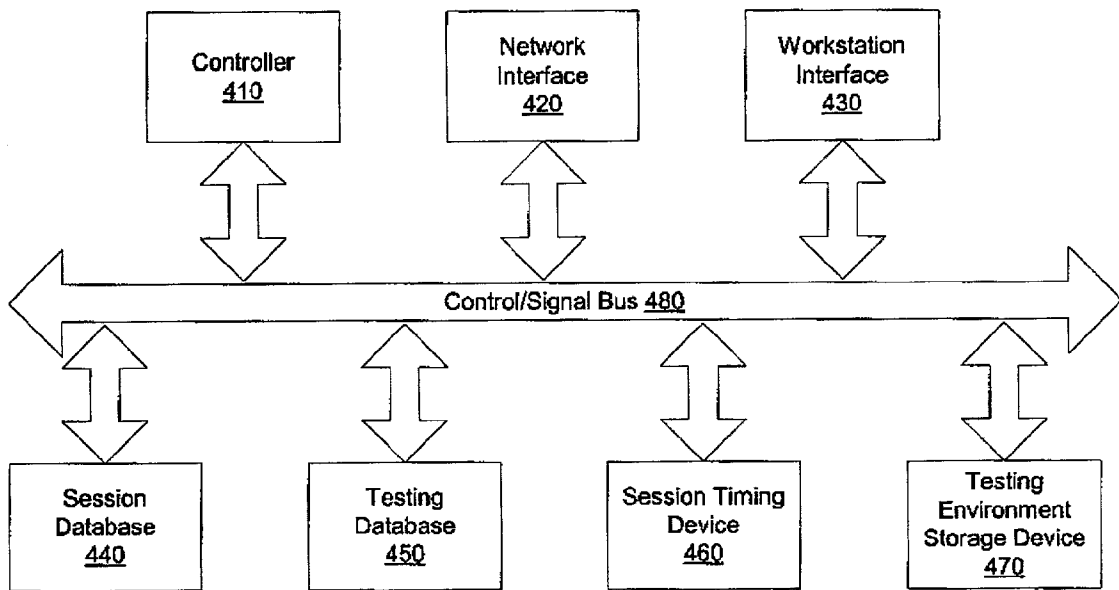 Controller
410
Network
Interface
420
Workstation
Interface
430
Control/Signal Bus 480
Session
Database
440
Testing
Database
450
Session Timing
Device
460
Testing
Environment
Storage Device
470